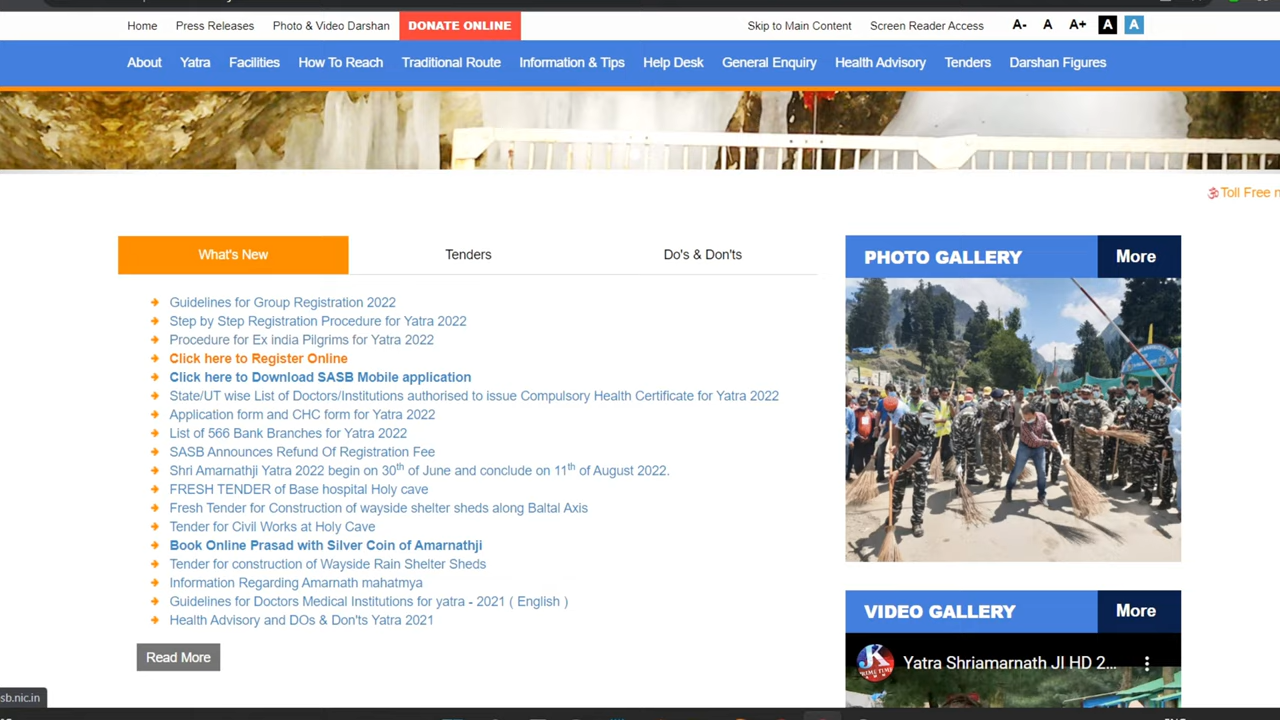 Home Press Releases Photo & Video Darshan DONATE ONLINE Skip to Main Content Screen Reader Access A- A A+ A A
About Yatra Facilities How To Reach Traditional Route Information & Tips Help Desk General Enquiry Health Advisory Tenders Darshan Figures
Toll Free n
What's New Tenders Do's & Don'ts
Guidelines for Group Registration 2022
Step by Step Registration Procedure for Yatra 2022
Procedure for Ex india Pilgrims for Yatra 2022
Click here to Register Online
Click here to Download SASB Mobile application
State/UT wise List of Doctors/Institutions authorised to issue Compulsory Health Certificate for Yatra 2022
Application form and CHC form for Yatra 2022
List of 566 Bank Branches for Yatra 2022
SASB Announces Refund Of Registration Fee
Shri Amarnathji Yatra 2022 begin on 30th of June and conclude on 11th of August 2022.
FRESH TENDER of Base hospital Holy cave
Fresh Tender for Construction of wayside shelter sheds along Baltal Axis
Tender for Civil Works at Holy Cave
Book Online Prasad with Silver Coin of Amarnathji
Tender for construction of Wayside Rain Shelter Sheds
Information Regarding Amarnath mahatmya
Guidelines for Doctors Medical Institutions for yatra - 2021 ( English )
Health Advisory and DOs & Don'ts Yatra 2021
Read More
PHOTO GALLERY More
VIDEO GALLERY More
JK PRIME TIME
Yatra Shriamarnath JI HD 2...
sb.nic.in